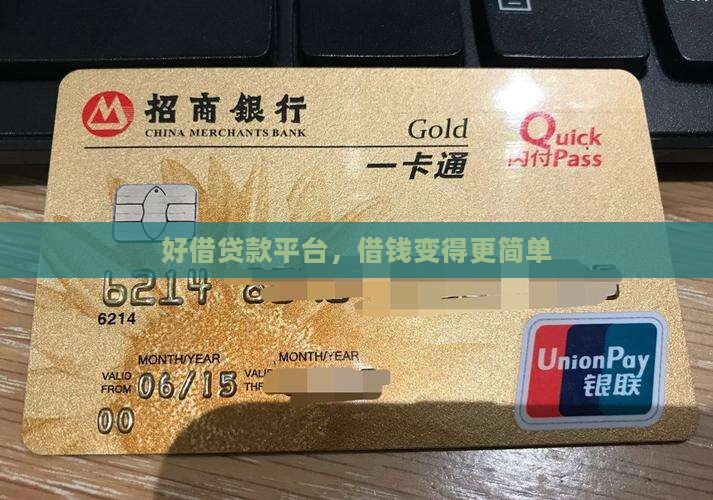 招商銀行
CHINA MERCHANTS BANK
Gold
一卡通
Quick
闪付Pass
好借贷款平台，借钱变得更简单
6214
6214
MONTH/YEAR MONTH/YEAR
VALID FROM 06/15
00
UnionPay
银联